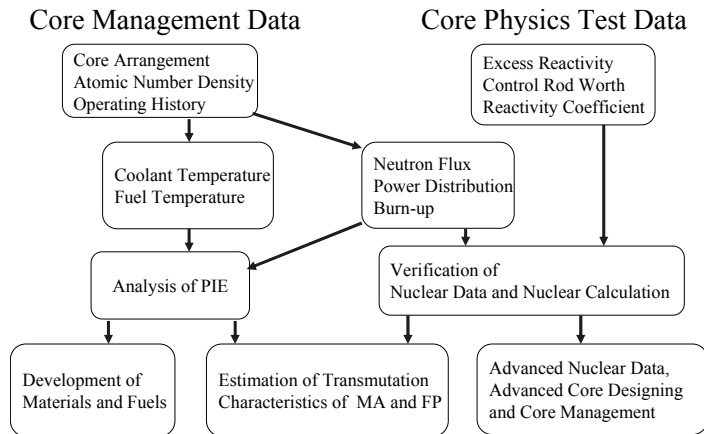 Core Management Data
Core Physics Test Data
Core Arrangement
Atomic Number Density
Operating History
Excess Reactivity
Control Rod Worth
Reactivity Coefficient
Coolant Temperature
Fuel Temperature
Neutron Flux
Power Distribution
Burn-up
Analysis of PIE
Verification of
Nuclear Data and Nuclear Calculation
Development of
Materials and Fuels
Estimation of Transmutation
Characteristics of MA and FP
Advanced Nuclear Data,
Advanced Core Designing
and Core Management